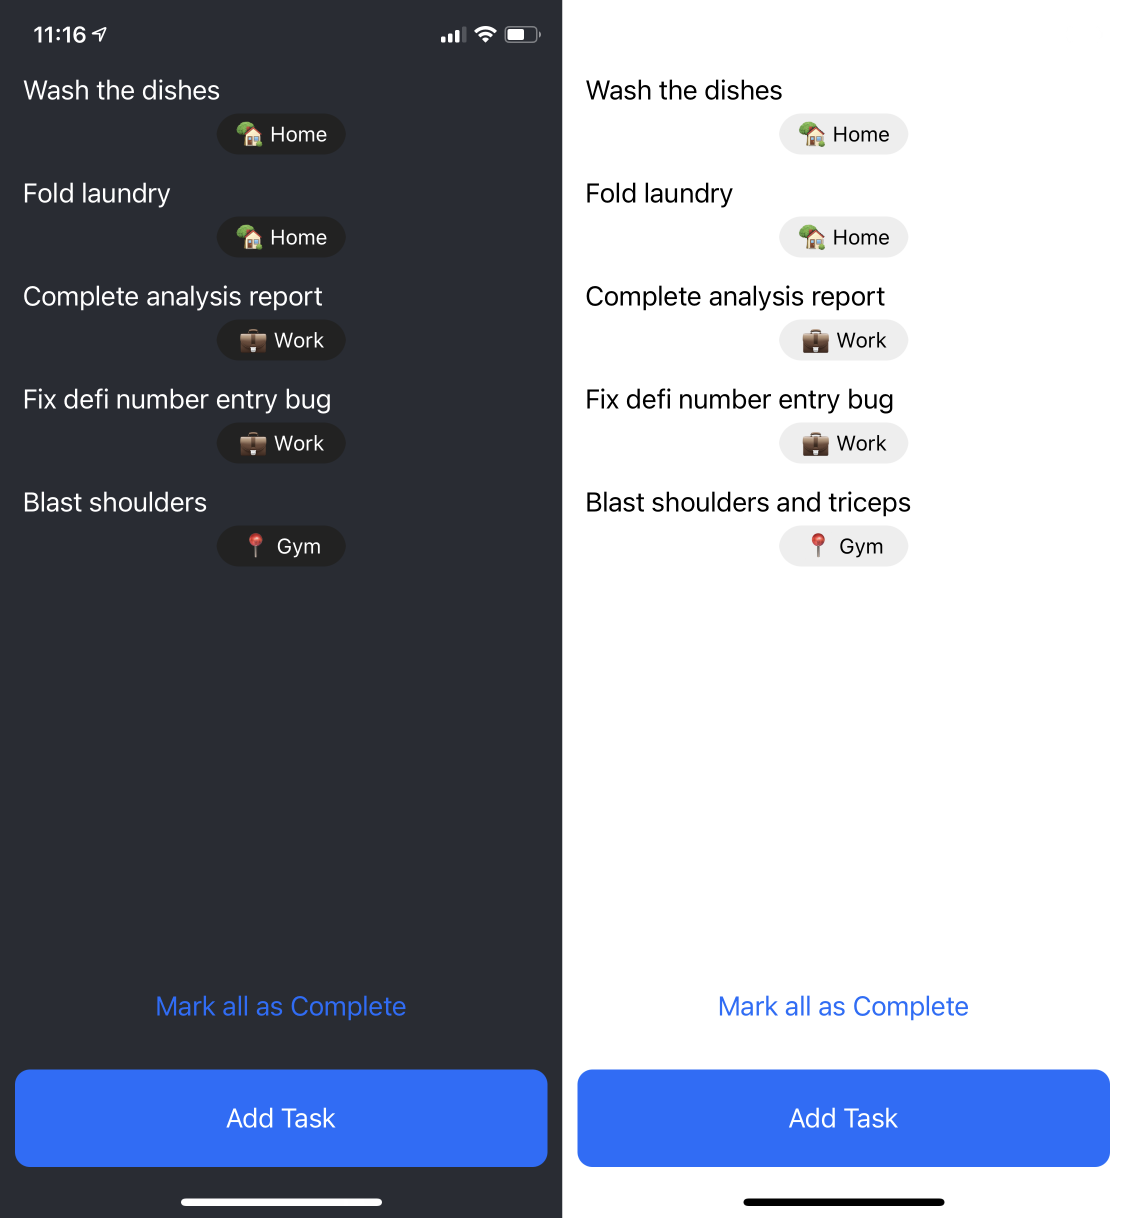 11:16
Wash the dishes
Home
Fold laundry
Home
Complete analysis report
Work
Fix defi number entry bug
Work
Blast shoulders
Gym
Mark all as Complete
Add Task
Wash the dishes
Home
Fold laundry
Home
Complete analysis report
Work
Fix defi number entry bug
Work
Blast shoulders and triceps
Gym
Mark all as Complete
Add Task